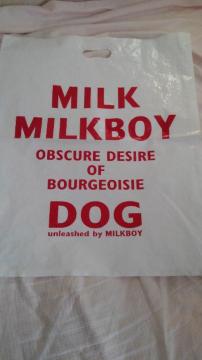 MILK
MILKBOY
OBSCURE DESIRE
OF
BOURGEOISIE
DOG
unleashed by MILKBOY